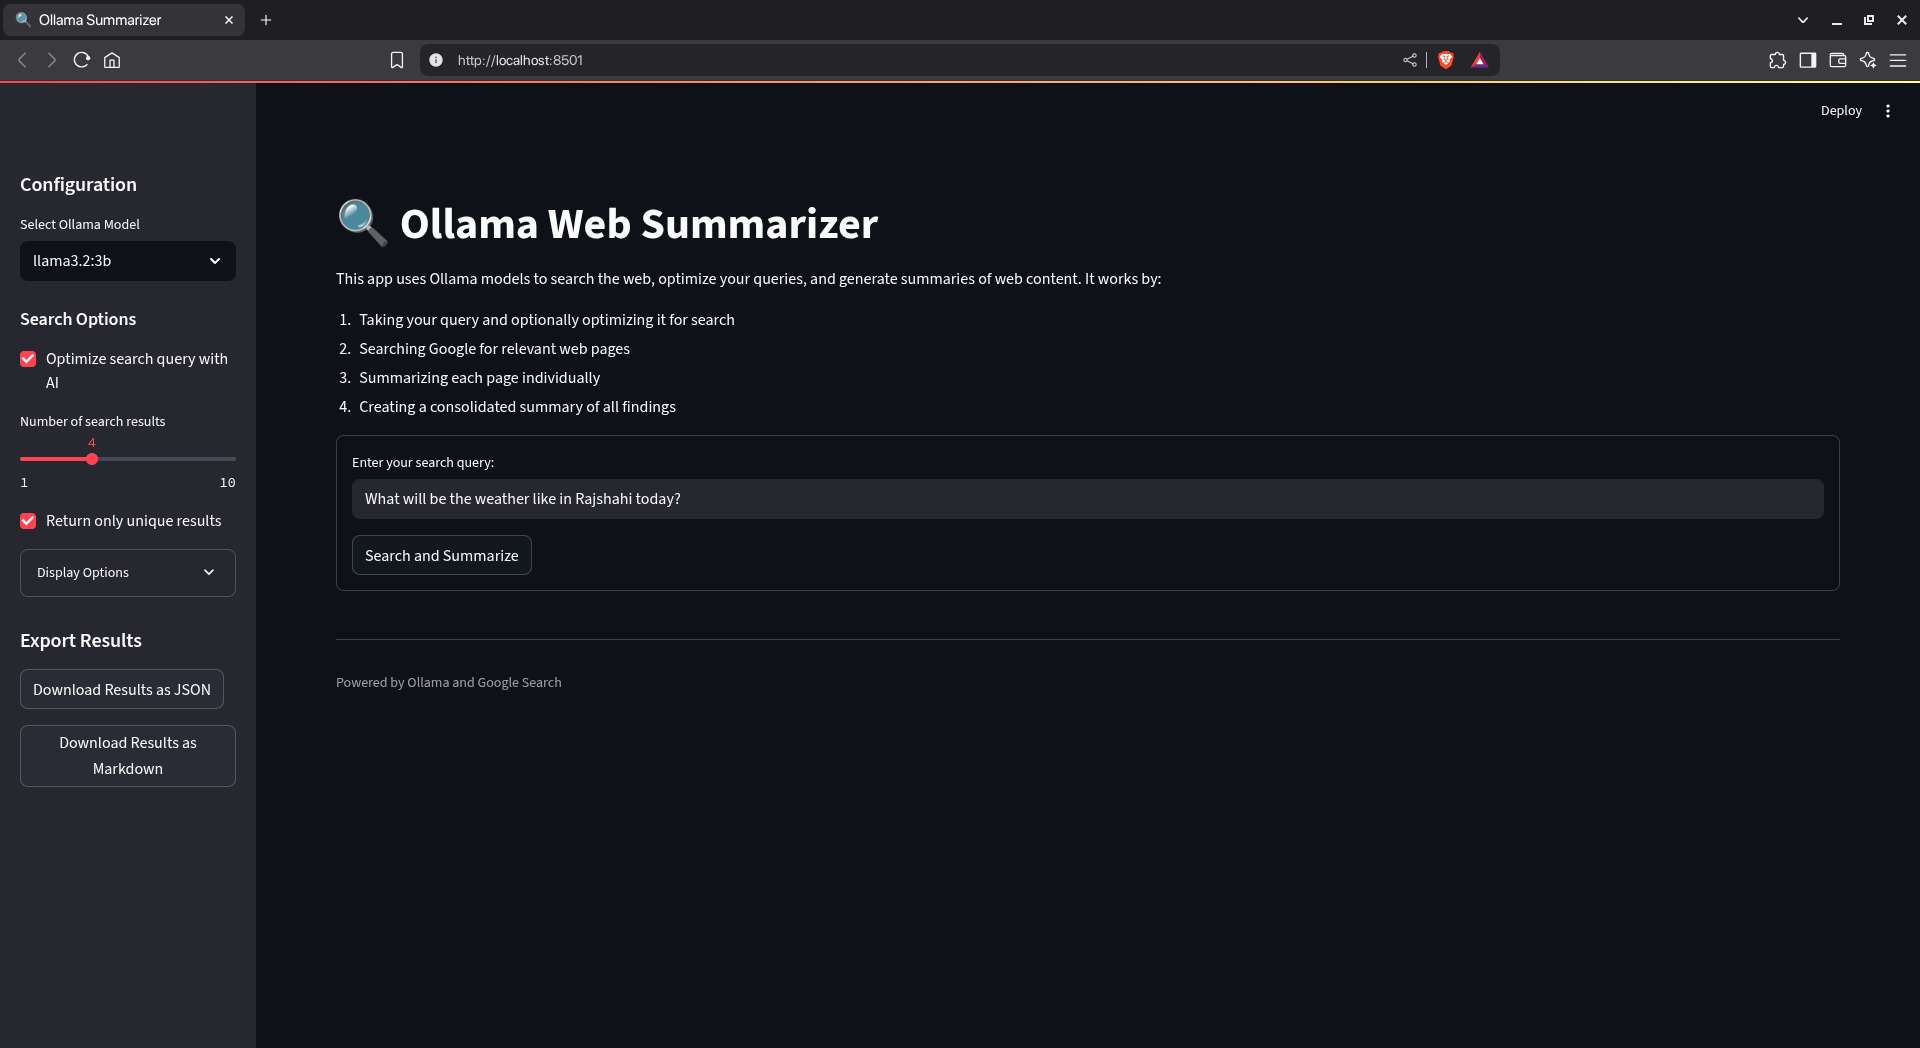 Ollama Summarizer
http://localhost:8501
Deploy
Configuration
Select Ollama Model
llama3.2:3b
Search Options
Optimize search query with
AI
Number of search results
4
1 10
Return only unique results
Display Options
Export Results
Download Results as JSON
Download Results as
Markdown
Ollama Web Summarizer
This app uses Ollama models to search the web, optimize your queries, and generate summaries of web content. It works by:
1. Taking your query and optionally optimizing it for search
2. Searching Google for relevant web pages
3. Summarizing each page individually
4. Creating a consolidated summary of all findings
Enter your search query:
What will be the weather like in Rajshahi today?
Search and Summarize
Powered by Ollama and Google Search